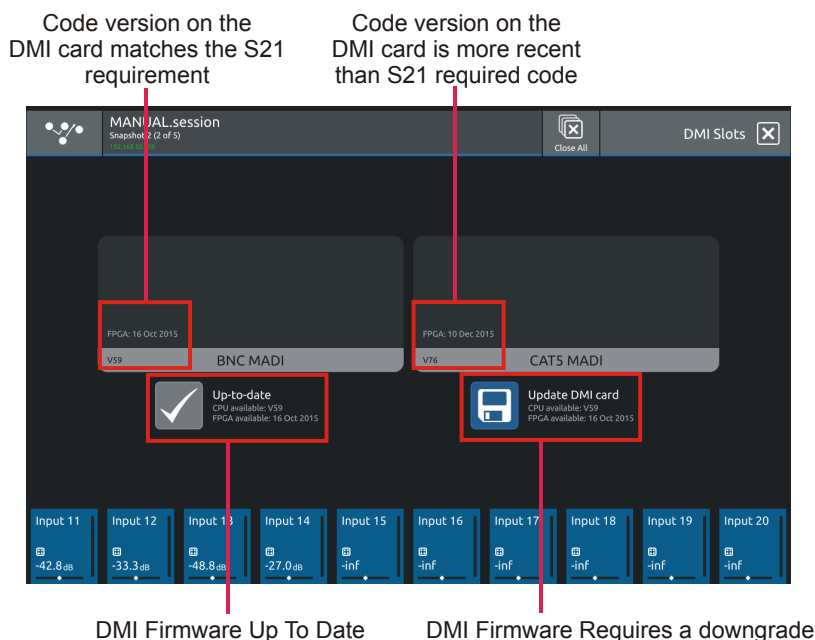 Code version on the
DMI card matches the S21
requirement
Code version on the
DMI card is more recent
than S21 required code
MANUAL.session
Snapshot 2 (2 of 5)
Close All
DMI Slots
FPGA: 16 Oct 2015
V59
BNC MADI
FPGA: 10 Dec 2015
V76
CAT5 MADI
Up-to-date
CPU available: V59
FPGA available: 16 Oct 2015
Update DMI card
CPU available: V59
FPGA available: 16 Oct 2015
Input 11
Input 12
Input 13
Input 14
Input 15
Input 16
Input 17
Input 18
Input 19
Input 20
-42.8dB
-33.3dB
-48.8dB
-27.0dB
-inf
-inf
-inf
-inf
-inf
-inf
DMI Firmware Up To Date
DMI Firmware Requires a downgrade